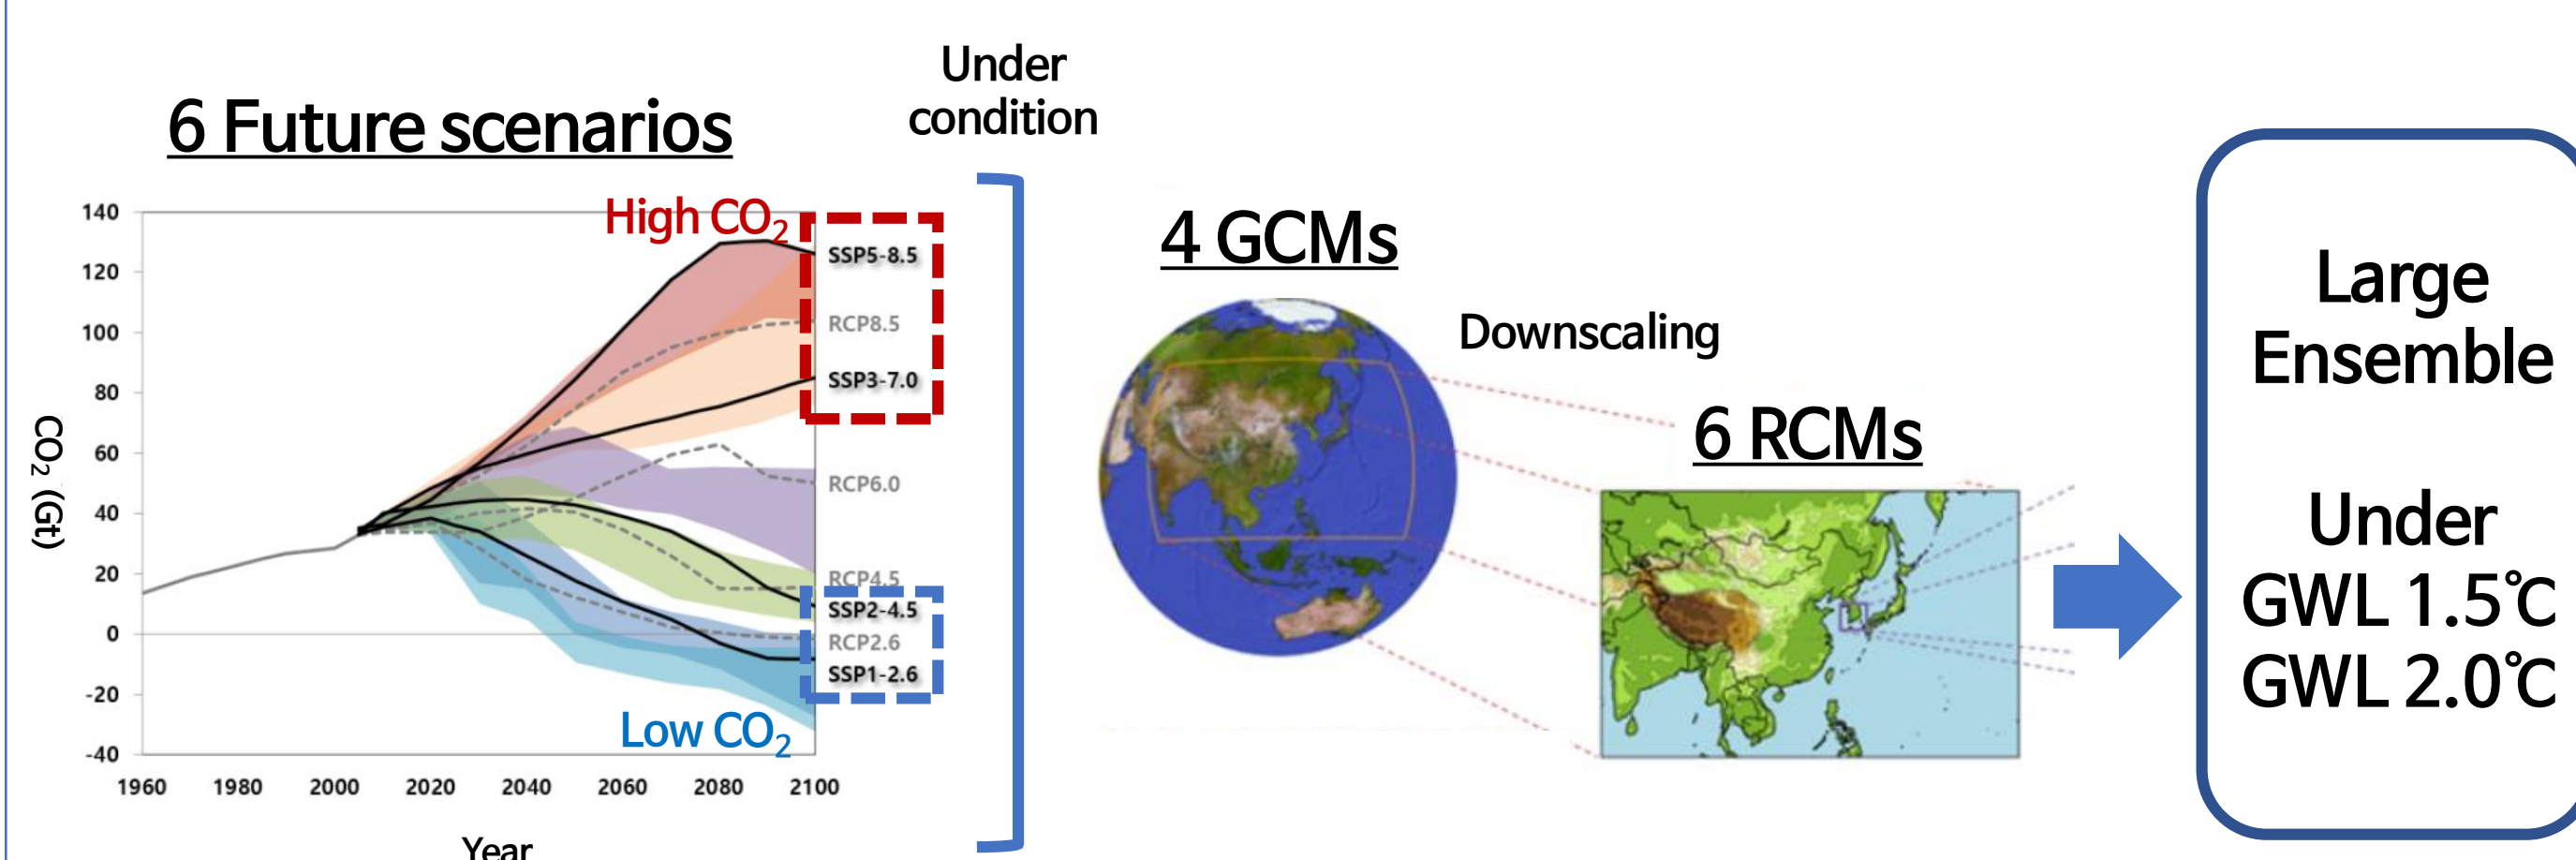 6 Future scenarios
Under
condition
High CO₂
140
120
100
80
60
40
20
0
-20
-40
CO₂ (Gt)
1960 1980 2000 2020 2040 2060 2080 2100
Year
SSP5-8.5
RCP8.5
SSP3-7.0
RCP6.0
RCP4.5
SSP2-4.5
RCP2.6
SSP1-2.6
Low CO₂
4 GCMs
Downscaling
6 RCMs
Large
Ensemble
Under
GWL 1.5℃
GWL 2.0℃